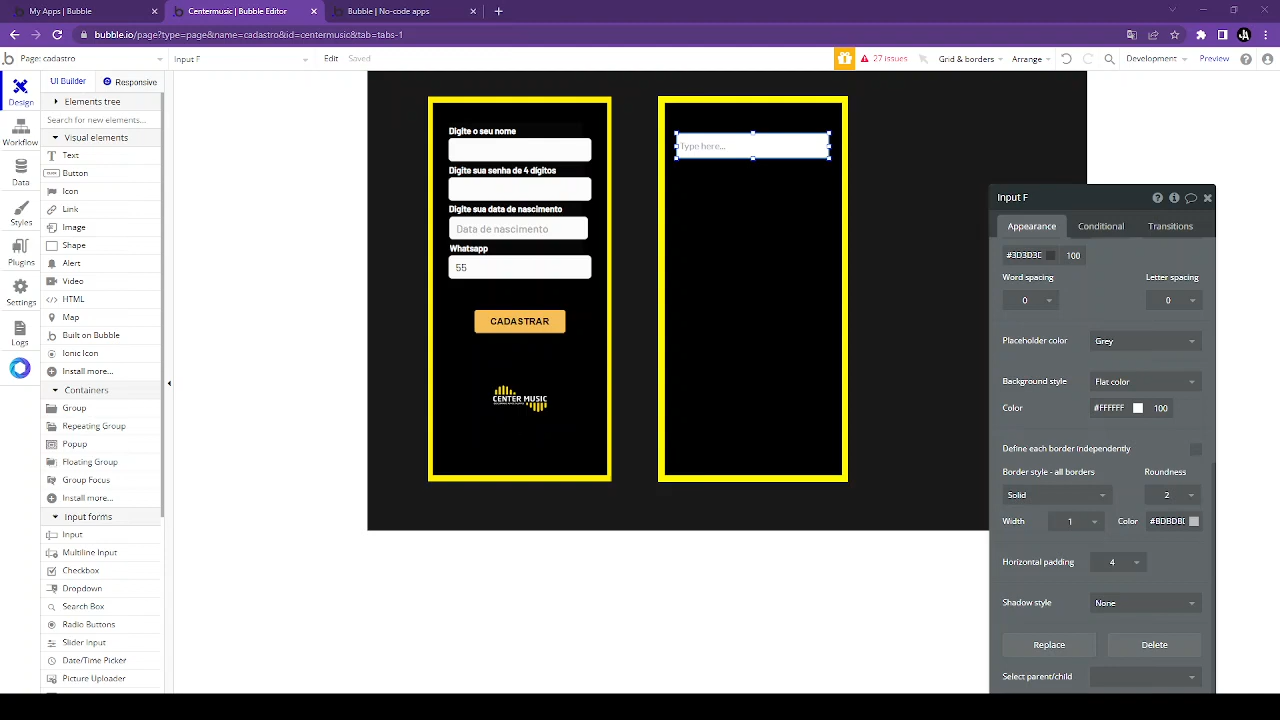 My Apps | Bubble
Centermusic | Bubble Editor
Bubble | No-code apps
bubble.io/page?type=page&name=cadastro&id=centermusic&tab=tabs-1
Page: cadastro
Input F
Edit
Saved
27 issues
Grid & borders
Arrange
Development
Preview
Design
Workflow
Data
Styles
Plugins
Settings
Logs
UI Builder
Responsive
Elements tree
Search for new elements...
Visual elements
Text
Button
Icon
Link
Image
Shape
Alert
Video
HTML
Map
Built on Bubble
Ionic Icon
Install more...
Containers
Group
Repeating Group
Popup
Floating Group
Group Focus
Install more...
Input forms
Input
Multiline Input
Checkbox
Dropdown
Search Box
Radio Buttons
Slider Input
Date/Time Picker
Picture Uploader
Digite o seu nome
Digite sua senha de 4 dígitos
Digite sua data de nascimento
Data de nascimento
Whatsapp
55
CADASTRAR
CENTER MUSIC
Type here...
Input F
Appearance
Conditional
Transitions
#3D3D3D
100
Word spacing
Letter spacing
0
0
Placeholder color
Grey
Background style
Flat color
Color
#FFFFFF
100
Define each border independently
Border style - all borders
Roundness
Solid
2
Width
1
Color
#BDBDBD
Horizontal padding
4
Shadow style
None
Replace
Delete
Select parent/child